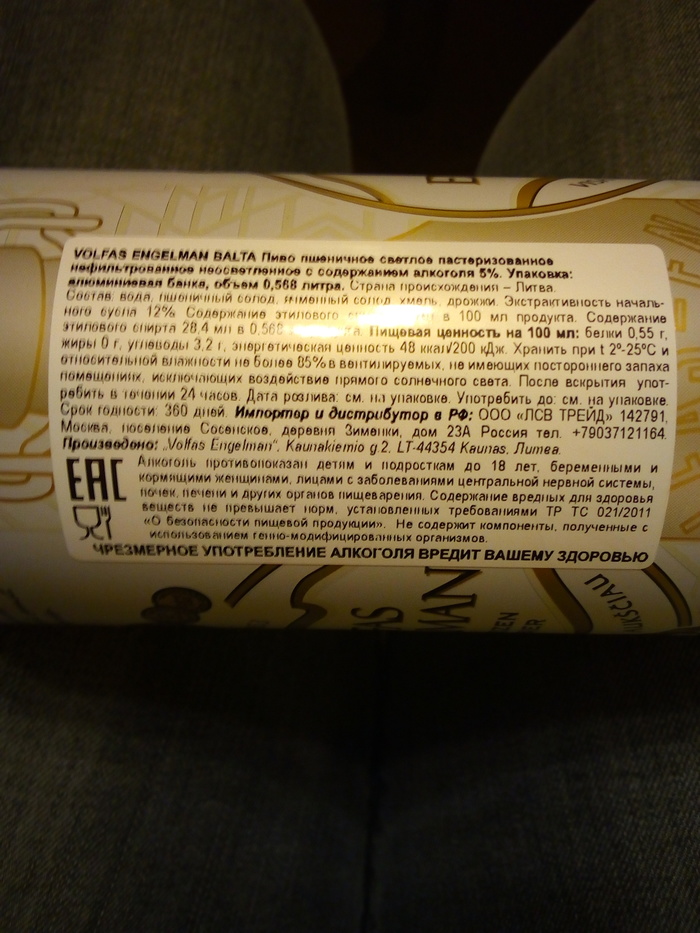 VOLFAS ENGELMAN BALTA Пиво пшеничное светлое пастеризованное
нефильтрованное неосветленное с содержанием алкоголя 5%. Упаковка:
алюминиевая банка, объем 0,568 литра. Страна происхождения – Литва.
Состав: вода, пшеничный солод, ячменный солод, хмель, дрожжи. Экстрактивность началь-
ного сусла 12%. Содержание этилового в 100 мл продукта. Содержание
этилового спирта 28,4 мл в 0,568 Пищевая ценность на 100 мл: белки 0,55 г,
жиры 0 г, углеводы 3,2 г, энергетическая ценность 48 ккал/200 кДж. Хранить при t 2º-25ºC и
относительной влажности не более 85% в вентилируемых, не имеющих постороннего запаха
помещениях, исключающих воздействие прямого солнечного света. После вскрытия упот-
ребить в течении 24 часов. Дата розлива: см. на упаковке. Употребить до: см. на упаковке.
Срок годности: 360 дней. Импортер и дистрибутор в РФ: ООО «ЛСВ ТРЕЙД» 142791,
Москва, поселение Сосенское, деревня Зименки, дом 23А Россия тел. +79037121164.
Произведено: „Volfas Engelman“, Kaunakiemio g.2, LT-44354 Kaunas, Литва.
EAC
Алкоголь противопоказан детям и подросткам до 18 лет, беременными и
кормящими женщинами, лицами с заболеваниями центральной нервной системы,
почек, печени и других органов пищеварения. Содержание вредных для здоровья
веществ не превышает норм, установленных требованиями ТР ТС 021/2011
«О безопасности пищевой продукции». Не содержит компоненты, полученные с
использованием генно-модифицированных организмов.
ЧРЕЗМЕРНОЕ УПОТРЕБЛЕНИЕ АЛКОГОЛЯ ВРЕДИТ ВАШЕМУ ЗДОРОВЬЮ